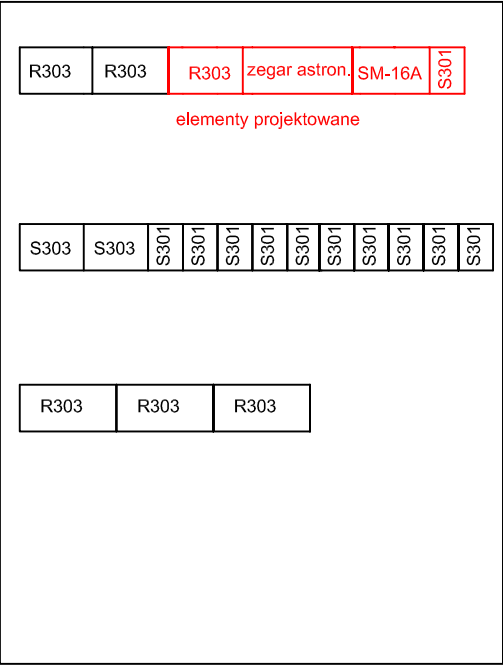 R303 R303 R303 zegar astron. SM-16A S301
elementy projektowane
S303 S303 S301 S301 S301 S301 S301 S301 S301 S301 S301 S301
R303 R303 R303